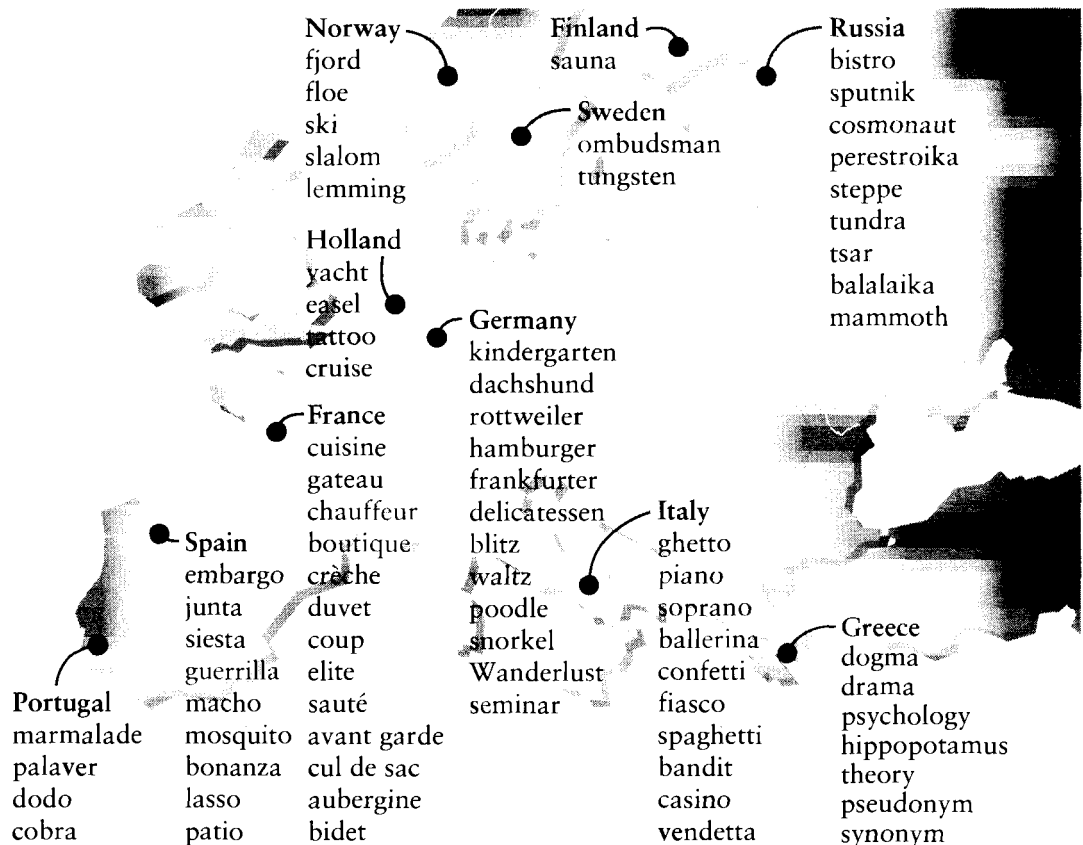 Norway
fjord
floe
ski
slalom
lemming
Finland
sauna
Sweden
ombudsman
tungsten
Russia
bistro
sputnik
cosmonaut
perestroika
steppe
tundra
tsar
balalaika
mammoth
Holland
yacht
easel
tattoo
cruise
Germany
kindergarten
dachshund
rottweiler
hamburger
frankfurter
delicatessen
blitz
waltz
poodle
snorkel
Wanderlust
seminar
France
cuisine
gateau
chauffeur
boutique
crèche
duvet
coup
elite
sauté
avant garde
cul de sac
aubergine
bidet
Spain
embargo
junta
siesta
guerrilla
macho
mosquito
bonanza
lasso
patio
Portugal
marmalade
palaver
dodo
cobra
Italy
ghetto
piano
soprano
ballerina
confetti
fiasco
spaghetti
bandit
casino
vendetta
Greece
dogma
drama
psychology
hippopotamus
theory
pseudonym
synonym